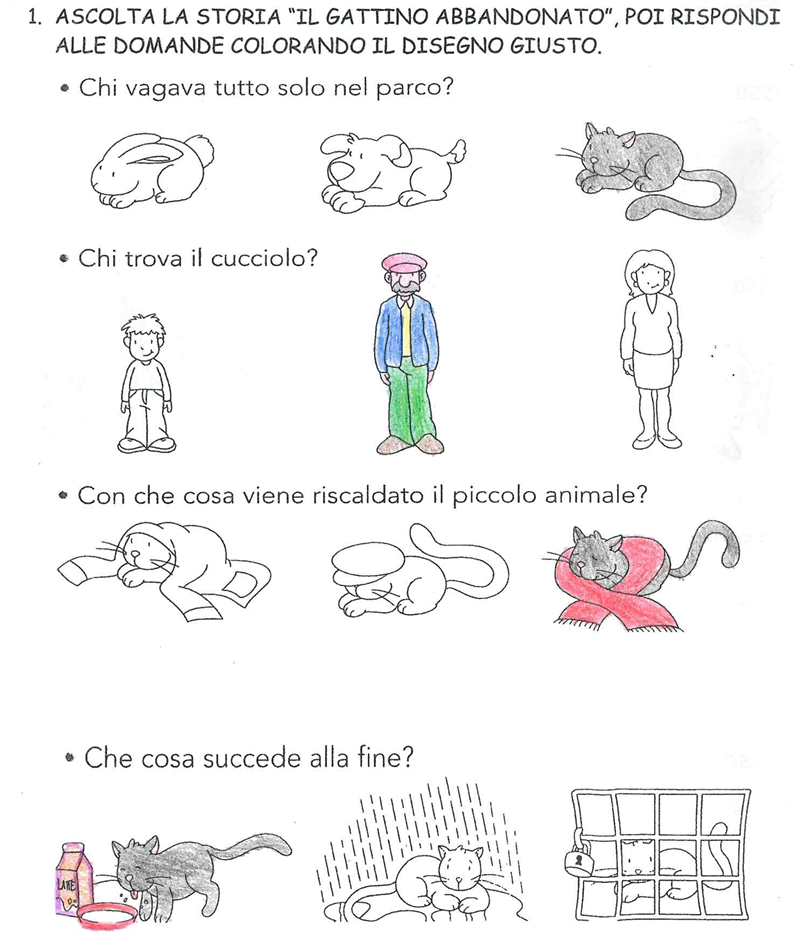 1. ASCOLTA LA STORIA "IL GATTINO ABBANDONATO", POI RISPONDI
ALLE DOMANDE COLORANDO IL DISEGNO GIUSTO.
• Chi vagava tutto solo nel parco?
• Chi trova il cucciolo?
• Con che cosa viene riscaldato il piccolo animale?
• Che cosa succede alla fine?
LATTE